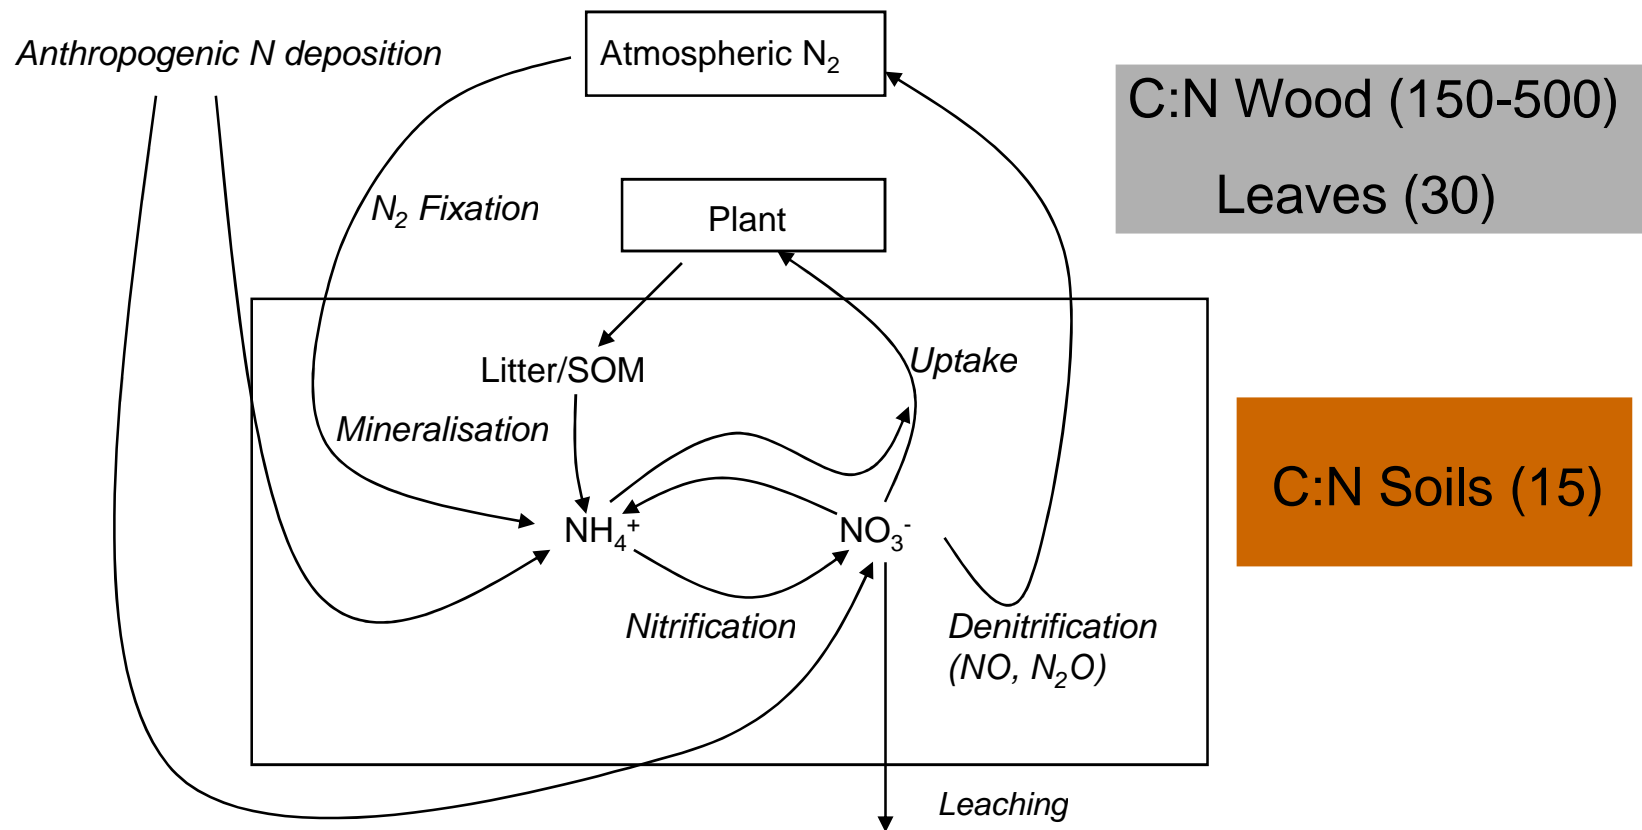 Anthropogenic N deposition
Atmospheric N₂
C:N Wood (150-500)
Leaves (30)
N₂ Fixation
Plant
Litter/SOM
Uptake
Mineralisation
C:N Soils (15)
NH₄⁺
NO₃⁻
Nitrification
Denitrification
(NO, N₂O)
Leaching